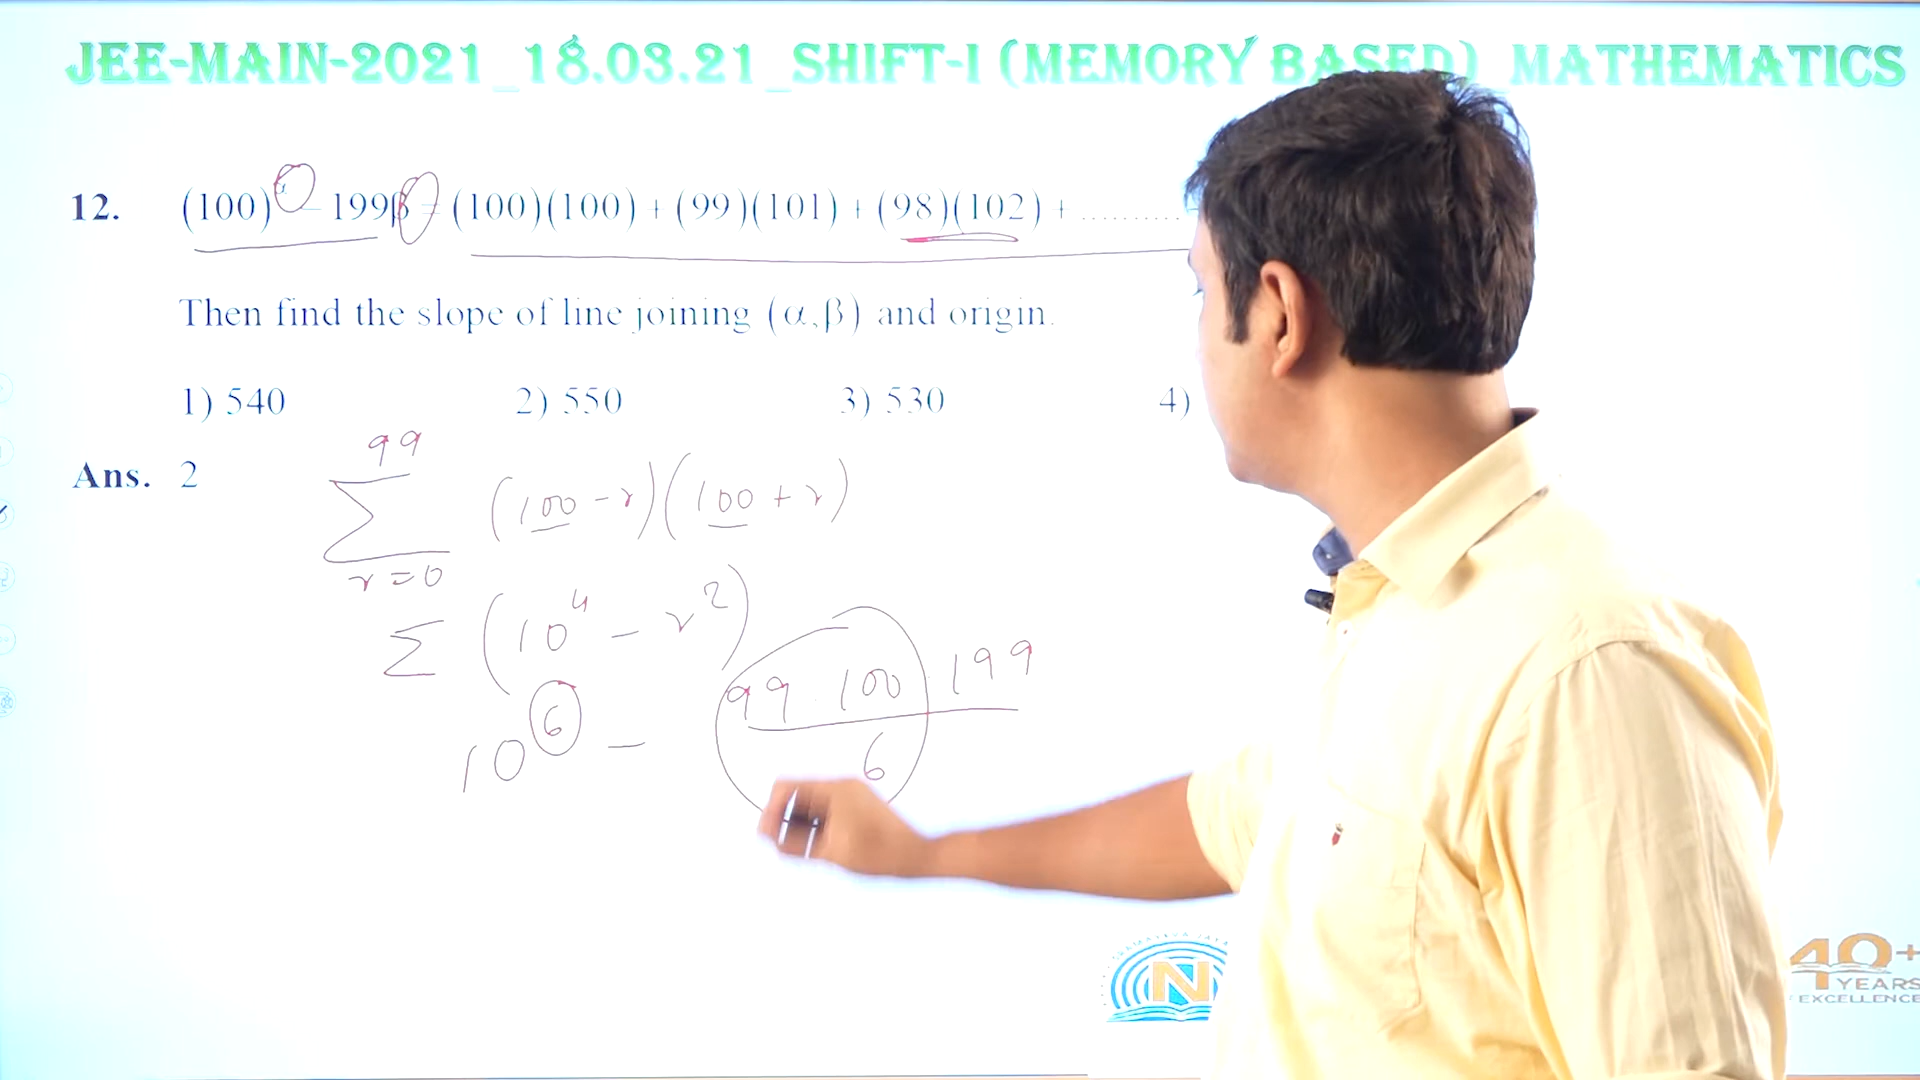 JEE-MAIN-2021_18.03.21_SHIFT-I (MEMORY BASED)_MATHEMATICS
12. (100)^α − 199β = (100)(100) + (99)(101) + (98)(102) + ..........
Then find the slope of line joining (α,β) and origin.
1) 540 2) 550 3) 530 4)
Ans. 2
99
Σ (100 − r)(100 + r)
r = 0
Σ (10^4 − r^2)
10^6 − 99 100 199
6
N
40+
YEARS
EXCELLENCE